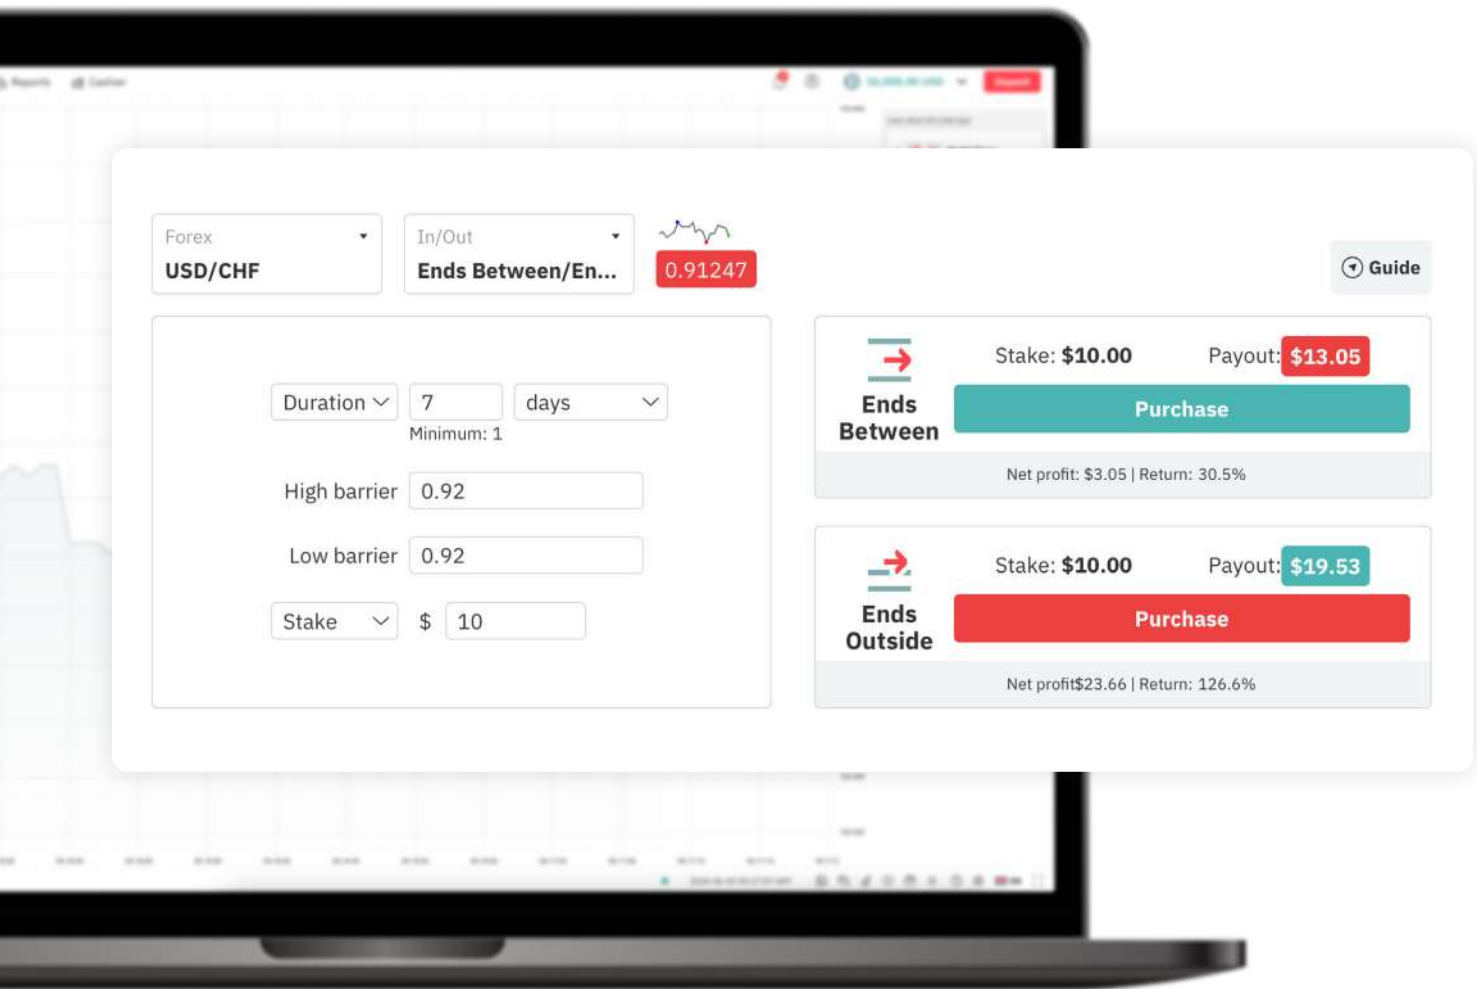 Reports Cashier
Forex
USD/CHF
In/Out
Ends Between/En...
0.91247
Guide
Duration 7 days
Minimum: 1
High barrier 0.92
Low barrier 0.92
Stake $ 10
Ends
Between
Stake: $10.00 Payout: $13.05
Purchase
Net profit: $3.05 | Return: 30.5%
Ends
Outside
Stake: $10.00 Payout: $19.53
Purchase
Net profit$23.66 | Return: 126.6%